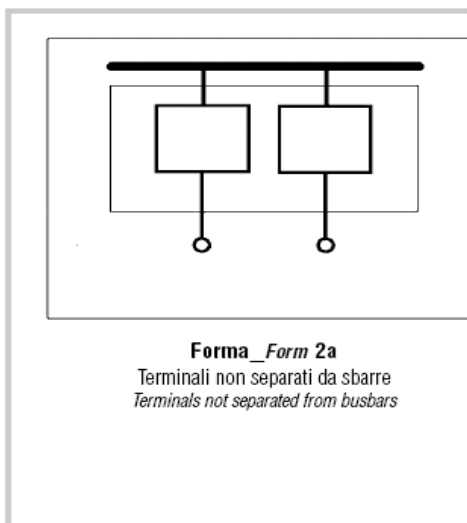 Forma_Form 2a
Terminali non separati da sbarre
Terminals not separated from busbars